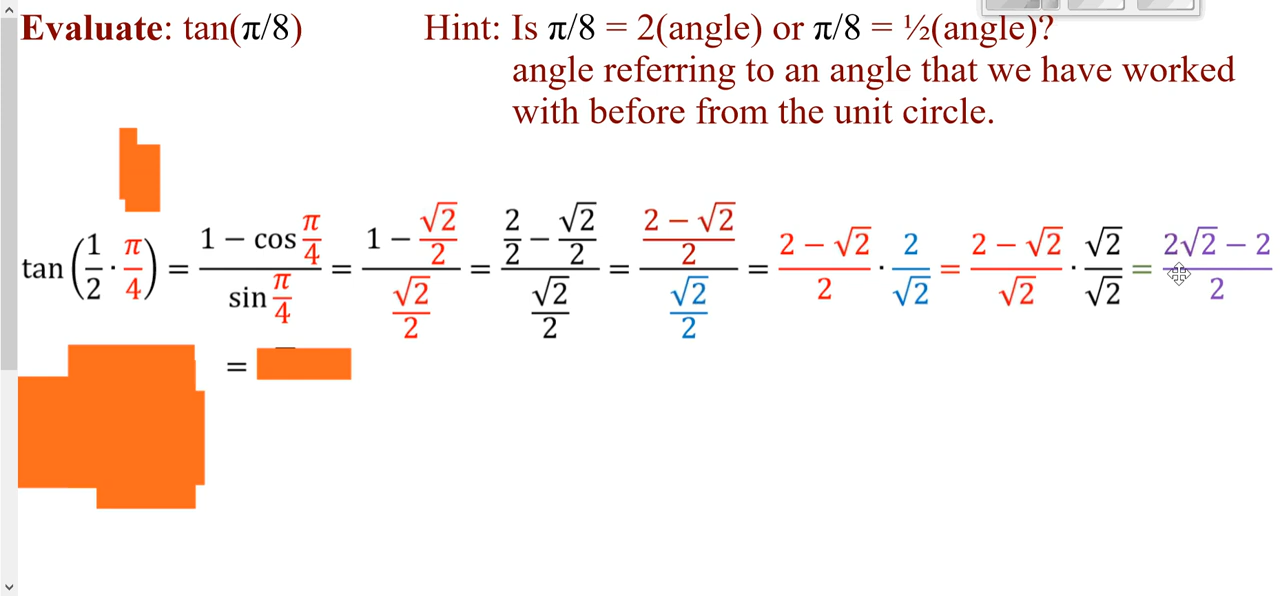 Evaluate: tan(π/8)
Hint: Is π/8 = 2(angle) or π/8 = ½(angle)?
angle referring to an angle that we have worked
with before from the unit circle.
tan(1/2 · π/4) = (1 − cos π/4)/(sin π/4) = (1 − √2/2)/(√2/2) = (2/2 − √2/2)/(√2/2) = ((2 − √2)/2)/(√2/2) = (2 − √2)/2 · 2/√2 = (2 − √2)/√2 · √2/√2 = (2√2 − 2)/2
=